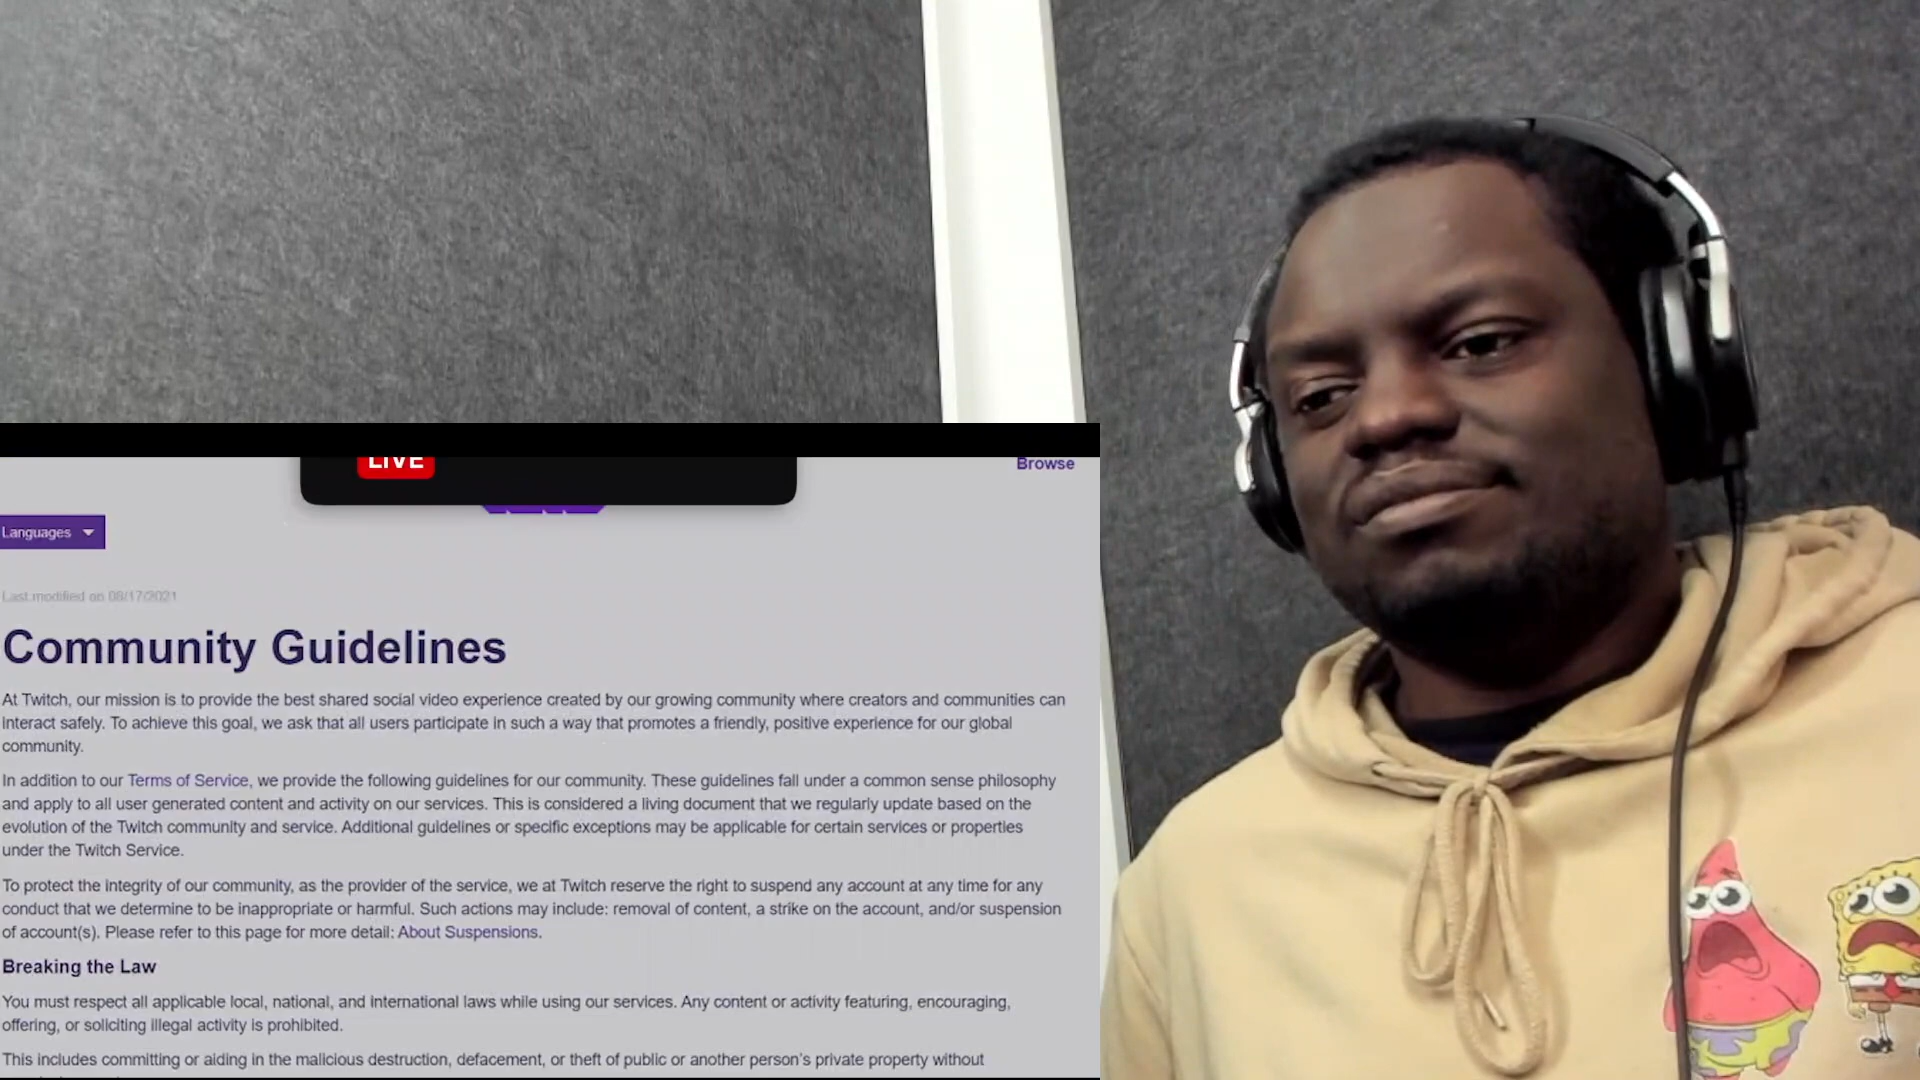 LIVE
Browse
Languages
Last modified on 08/17/2021
Community Guidelines
At Twitch, our mission is to provide the best shared social video experience created by our growing community where creators and communities can
interact safely. To achieve this goal, we ask that all users participate in such a way that promotes a friendly, positive experience for our global
community.
In addition to our Terms of Service, we provide the following guidelines for our community. These guidelines fall under a common sense philosophy
and apply to all user generated content and activity on our services. This is considered a living document that we regularly update based on the
evolution of the Twitch community and service. Additional guidelines or specific exceptions may be applicable for certain services or properties
under the Twitch Service.
To protect the integrity of our community, as the provider of the service, we at Twitch reserve the right to suspend any account at any time for any
conduct that we determine to be inappropriate or harmful. Such actions may include: removal of content, a strike on the account, and/or suspension
of account(s). Please refer to this page for more detail: About Suspensions.
Breaking the Law
You must respect all applicable local, national, and international laws while using our services. Any content or activity featuring, encouraging,
offering, or soliciting illegal activity is prohibited.
This includes committing or aiding in the malicious destruction, defacement, or theft of public or another person's private property without